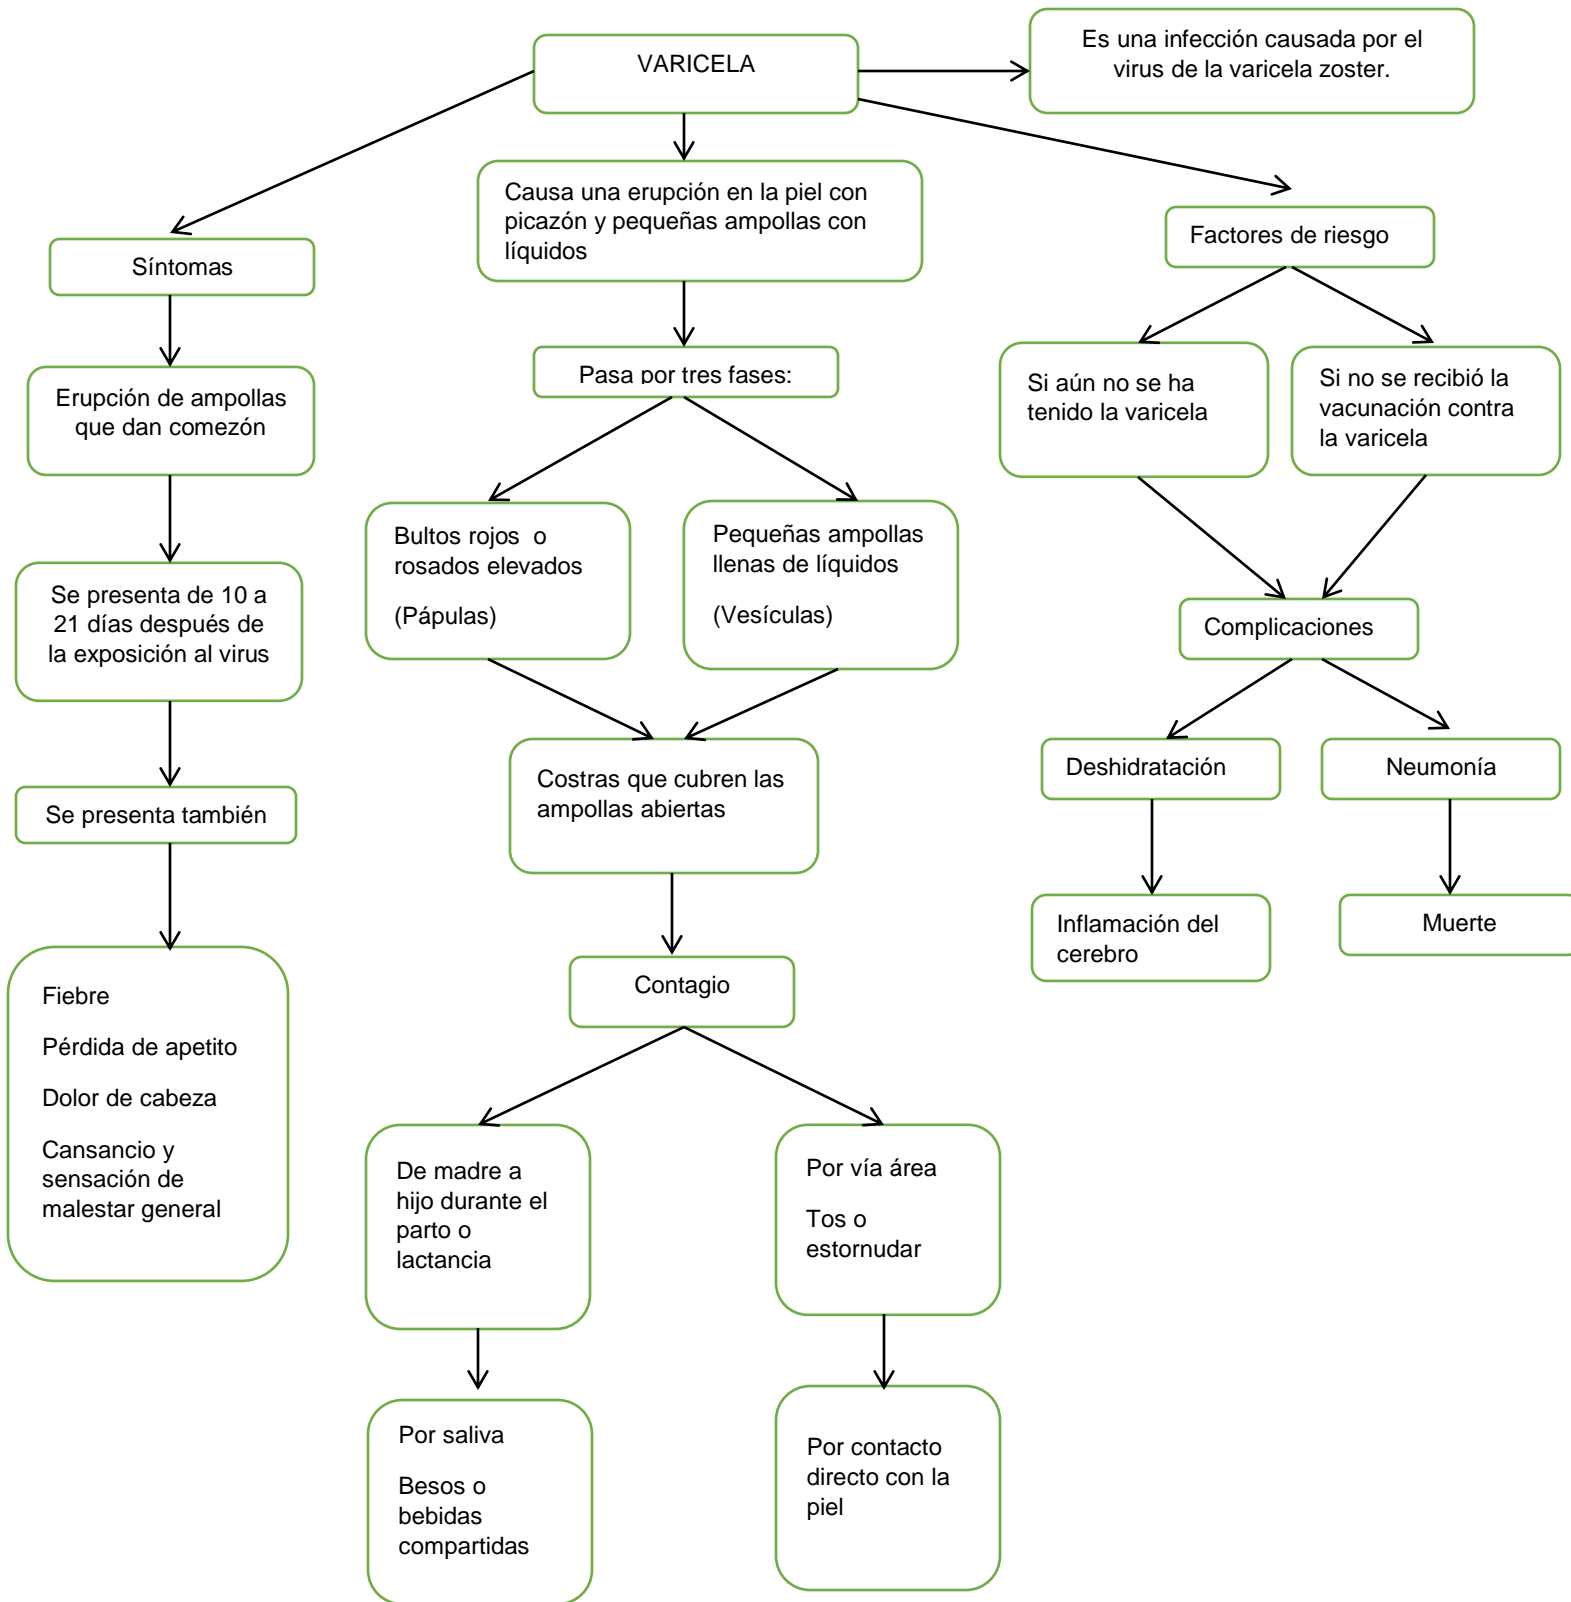 VARICELA
Es una infección causada por el
virus de la varicela zoster.
Síntomas
Erupción de ampollas
que dan comezón
Se presenta de 10 a
21 días después de
la exposición al virus
Se presenta también
Fiebre
Pérdida de apetito
Dolor de cabeza
Cansancio y
sensación de
malestar general
Causa una erupción en la piel con
picazón y pequeñas ampollas con
líquidos
Pasa por tres fases:
Bultos rojos o
rosados elevados
(Pápulas)
Pequeñas ampollas
llenas de líquidos
(Vesículas)
Costras que cubren las
ampollas abiertas
Contagio
De madre a
hijo durante el
parto o
lactancia
Por saliva
Besos o
bebidas
compartidas
Por vía área
Tos o
estornudar
Por contacto
directo con la
piel
Factores de riesgo
Si aún no se ha
tenido la varicela
Si no se recibió la
vacunación contra
la varicela
Complicaciones
Deshidratación
Inflamación del
cerebro
Neumonía
Muerte